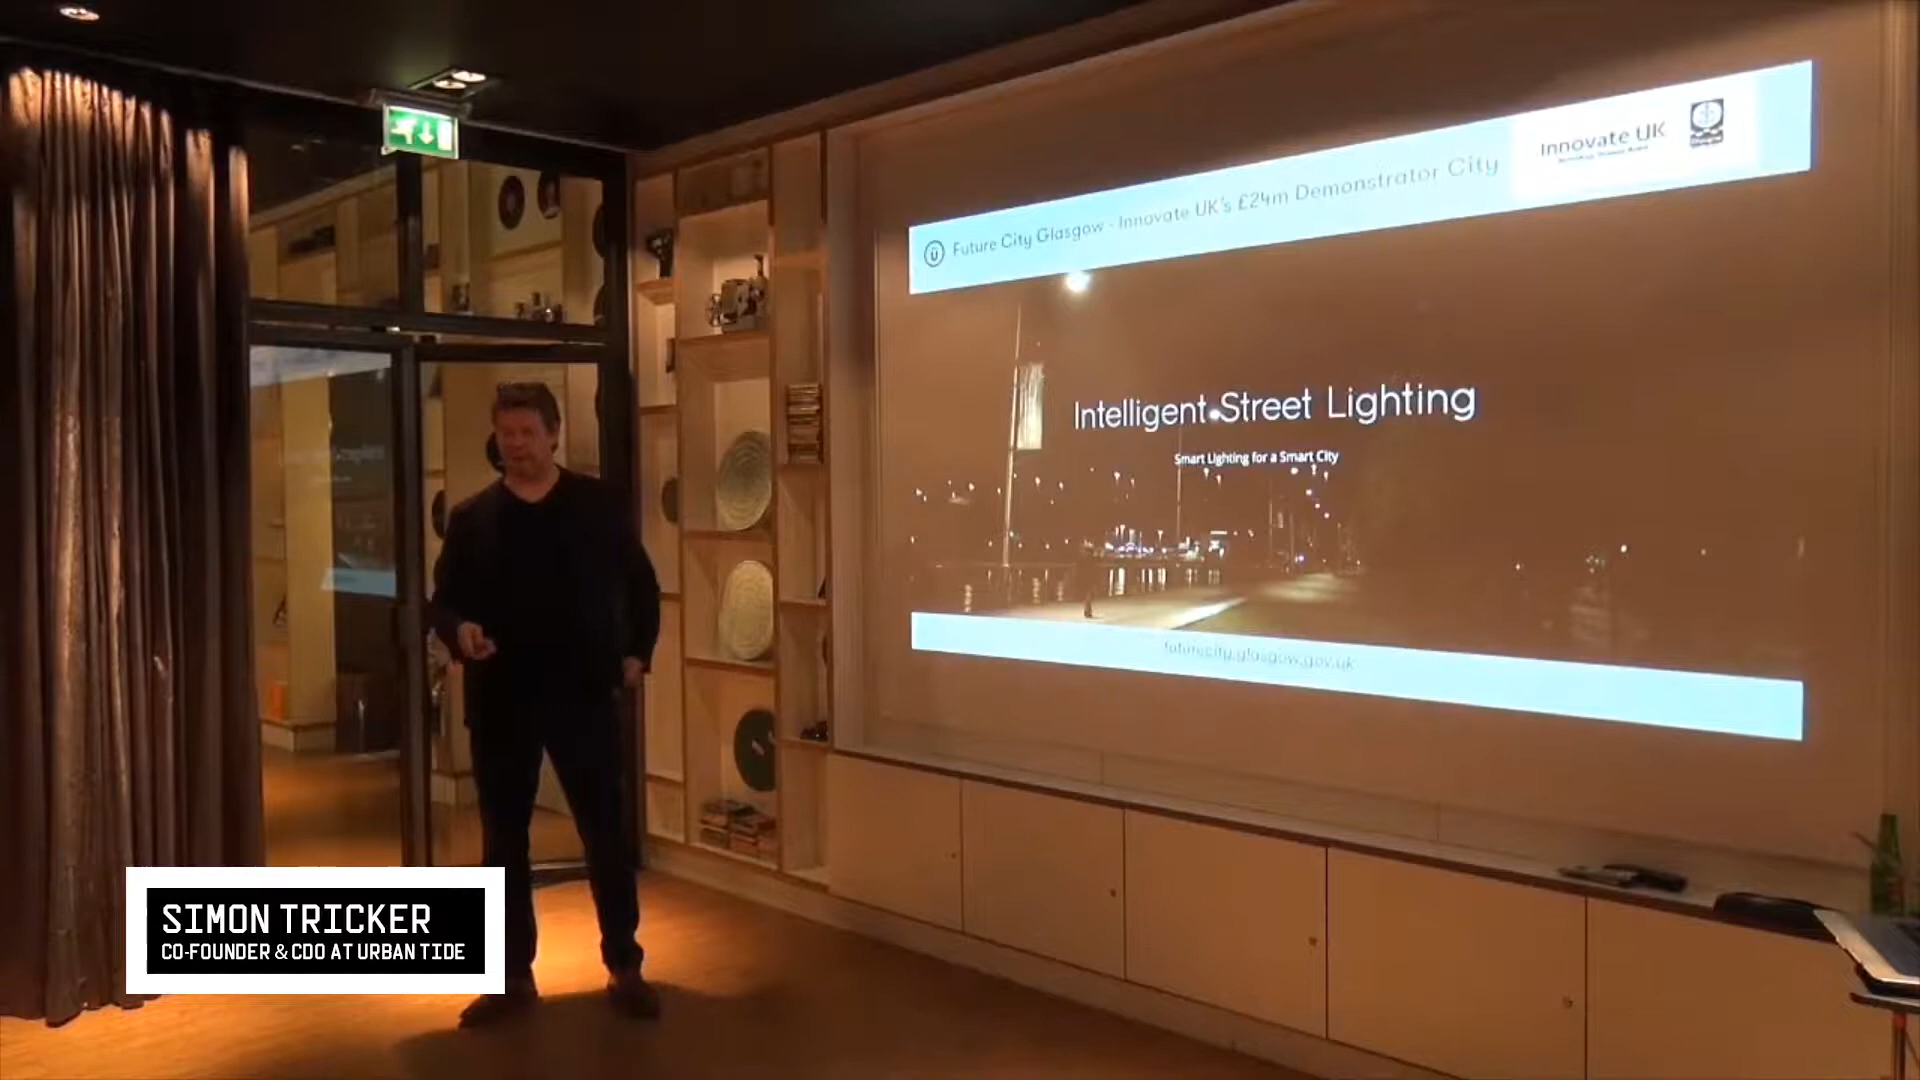 Innovate UK
Future City Glasgow - Innovate UK's £24m Demonstrator City
Intelligent Street Lighting
Smart Lighting for a Smart City
futurecity.glasgow.gov.uk
SIMON TRICKER
CO-FOUNDER & CDO AT URBAN TIDE